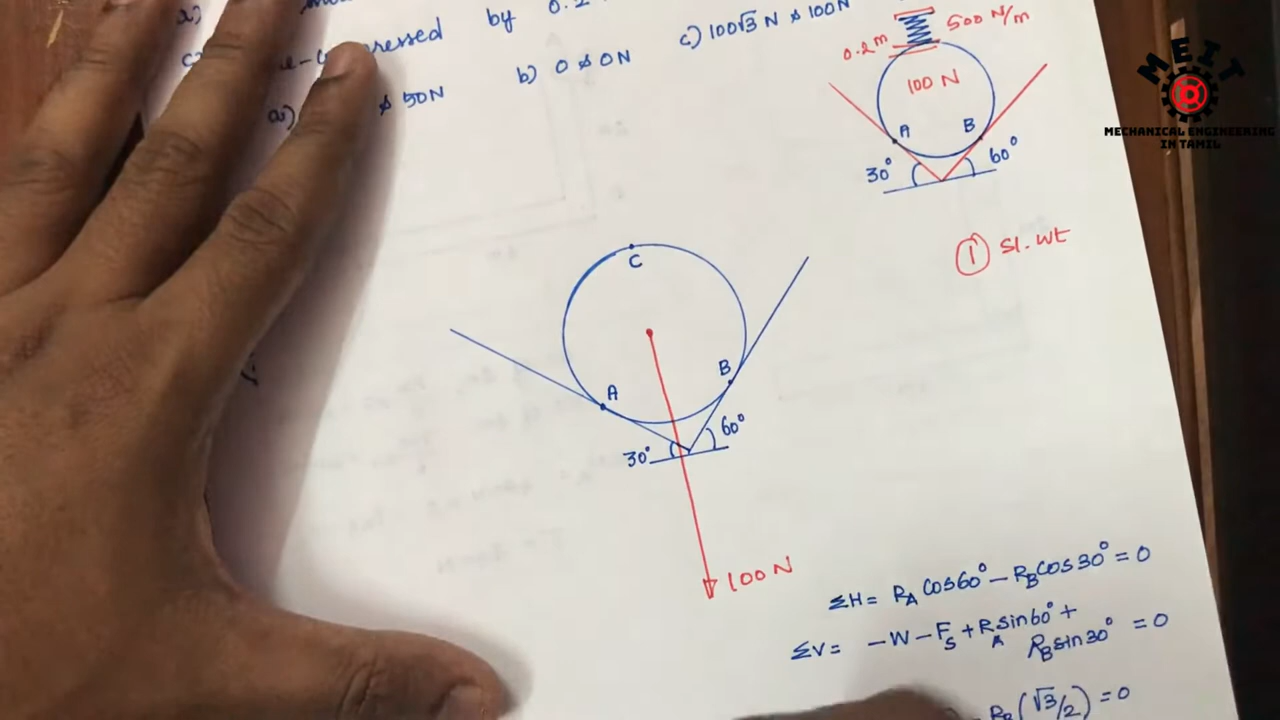 a)
c) pressed by 0.2
a) & 50N b) 0 & 0N c) 100√3 N & 100N
0.2m 500 N/m
100 N
A B
30° 60°
① Sl. Wt
C
A B
30° 60°
100 N
ΣH = R_A cos60° - R_B cos30° = 0
ΣV = -W - F_S + R_A sin60° +
R_B sin30° = 0
R_B (√3/2) = 0
MEIT
MECHANICAL ENGINEERING
IN TAMIL